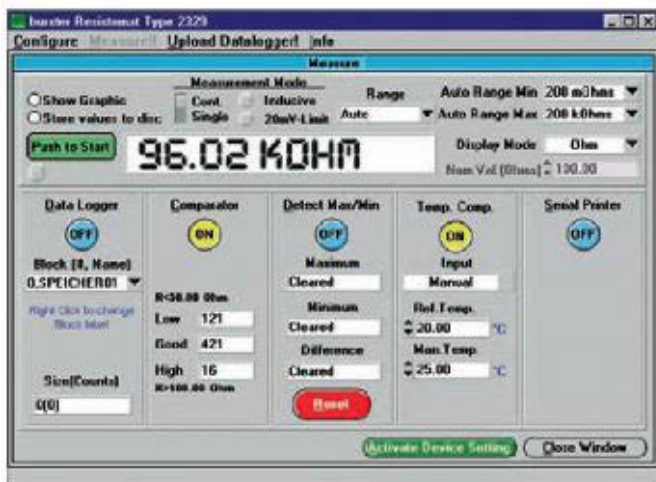 burster Resistomat Type 2329
Configure Measure!! Upload Datalogger! Info
Measure
Measurement Mode
Show Graphic
Store values to disc
Cont.
Single
Inducive
20mV-Limit
Range
Auto
Auto Range Min 200 mOhms
Auto Range Max 200 kOhms
Push to Start
96.02 KOHM
Display Mode Ohm
Nom Val (Ohms) 100.00
Data Logger
OFF
Block (#, Name)
0,SPEICHER01
Right Click to change
Block label
Size(Counts)
0(0)
Comparator
ON
R<50.00 Ohm
Low 121
Good 421
High 16
R>100.00 Ohm
Detect Max/Min
OFF
Maximum
Cleared
Minimum
Cleared
Difference
Cleared
Reset
Temp. Comp.
ON
Input
Manual
Ref.Temp.
20.00 °C
Man.Temp
25.00 °C
Serial Printer
OFF
Activate Device Setting
Close Window